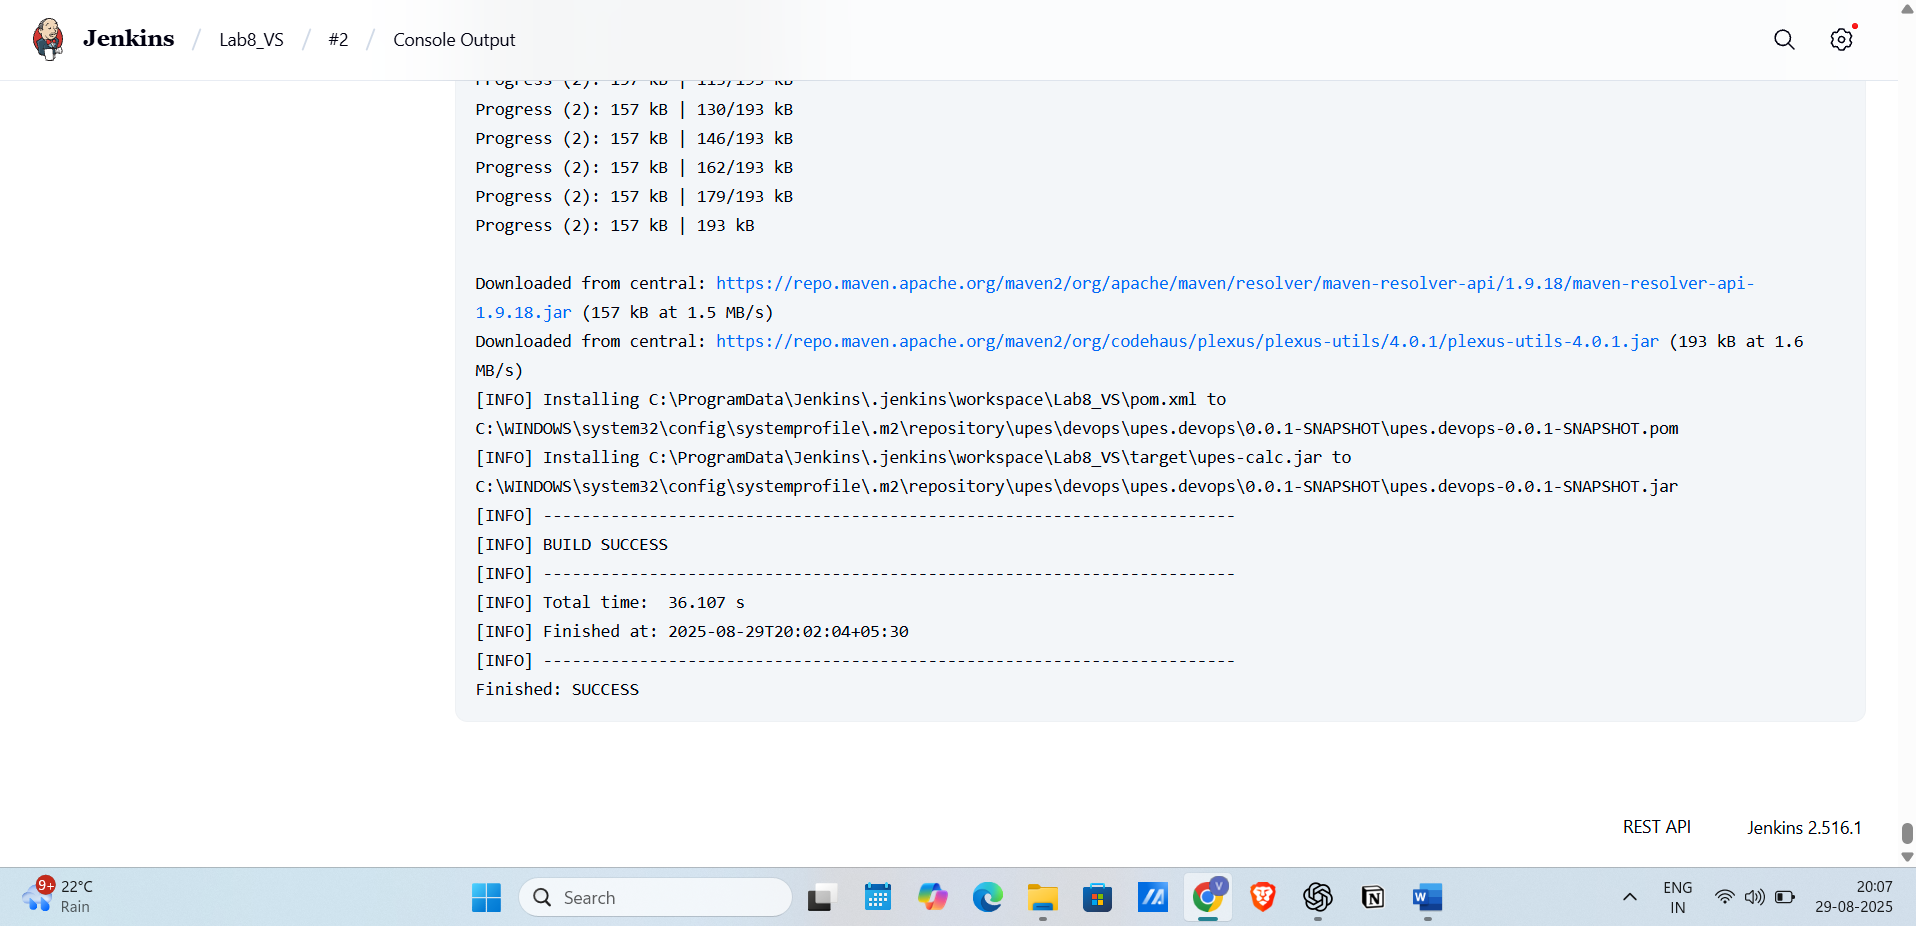 Jenkins / Lab8_VS / #2 / Console Output
Progress (2): 157 kB | 115/193 kB
Progress (2): 157 kB | 130/193 kB
Progress (2): 157 kB | 146/193 kB
Progress (2): 157 kB | 162/193 kB
Progress (2): 157 kB | 179/193 kB
Progress (2): 157 kB | 193 kB
Downloaded from central: https://repo.maven.apache.org/maven2/org/apache/maven/resolver/maven-resolver-api/1.9.18/maven-resolver-api-
1.9.18.jar (157 kB at 1.5 MB/s)
Downloaded from central: https://repo.maven.apache.org/maven2/org/codehaus/plexus/plexus-utils/4.0.1/plexus-utils-4.0.1.jar (193 kB at 1.6
MB/s)
[INFO] Installing C:\ProgramData\Jenkins\.jenkins\workspace\Lab8_VS\pom.xml to
C:\WINDOWS\system32\config\systemprofile\.m2\repository\upes\devops\upes.devops\0.0.1-SNAPSHOT\upes.devops-0.0.1-SNAPSHOT.pom
[INFO] Installing C:\ProgramData\Jenkins\.jenkins\workspace\Lab8_VS\target\upes-calc.jar to
C:\WINDOWS\system32\config\systemprofile\.m2\repository\upes\devops\upes.devops\0.0.1-SNAPSHOT\upes.devops-0.0.1-SNAPSHOT.jar
[INFO] ------------------------------------------------------------------------
[INFO] BUILD SUCCESS
[INFO] ------------------------------------------------------------------------
[INFO] Total time:  36.107 s
[INFO] Finished at: 2025-08-29T20:02:04+05:30
[INFO] ------------------------------------------------------------------------
Finished: SUCCESS
REST API
Jenkins 2.516.1
9+
22°C
Rain
Search
ENG
IN
20:07
29-08-2025